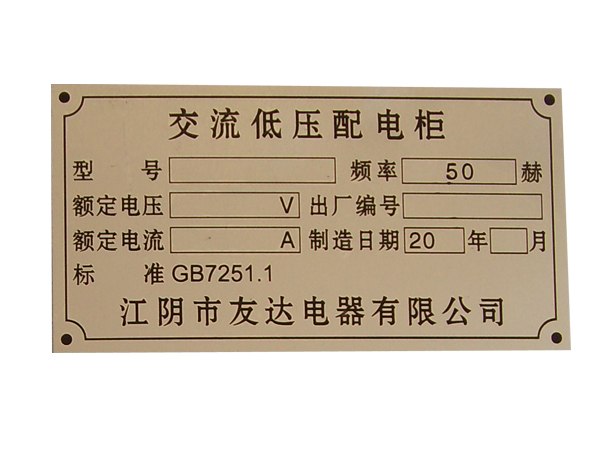 交流低压配电柜
型 号 频率 50 赫
额定电压 V 出厂编号
额定电流 A 制造日期 20 年 月
标 准 GB7251.1
江阴市友达电器有限公司